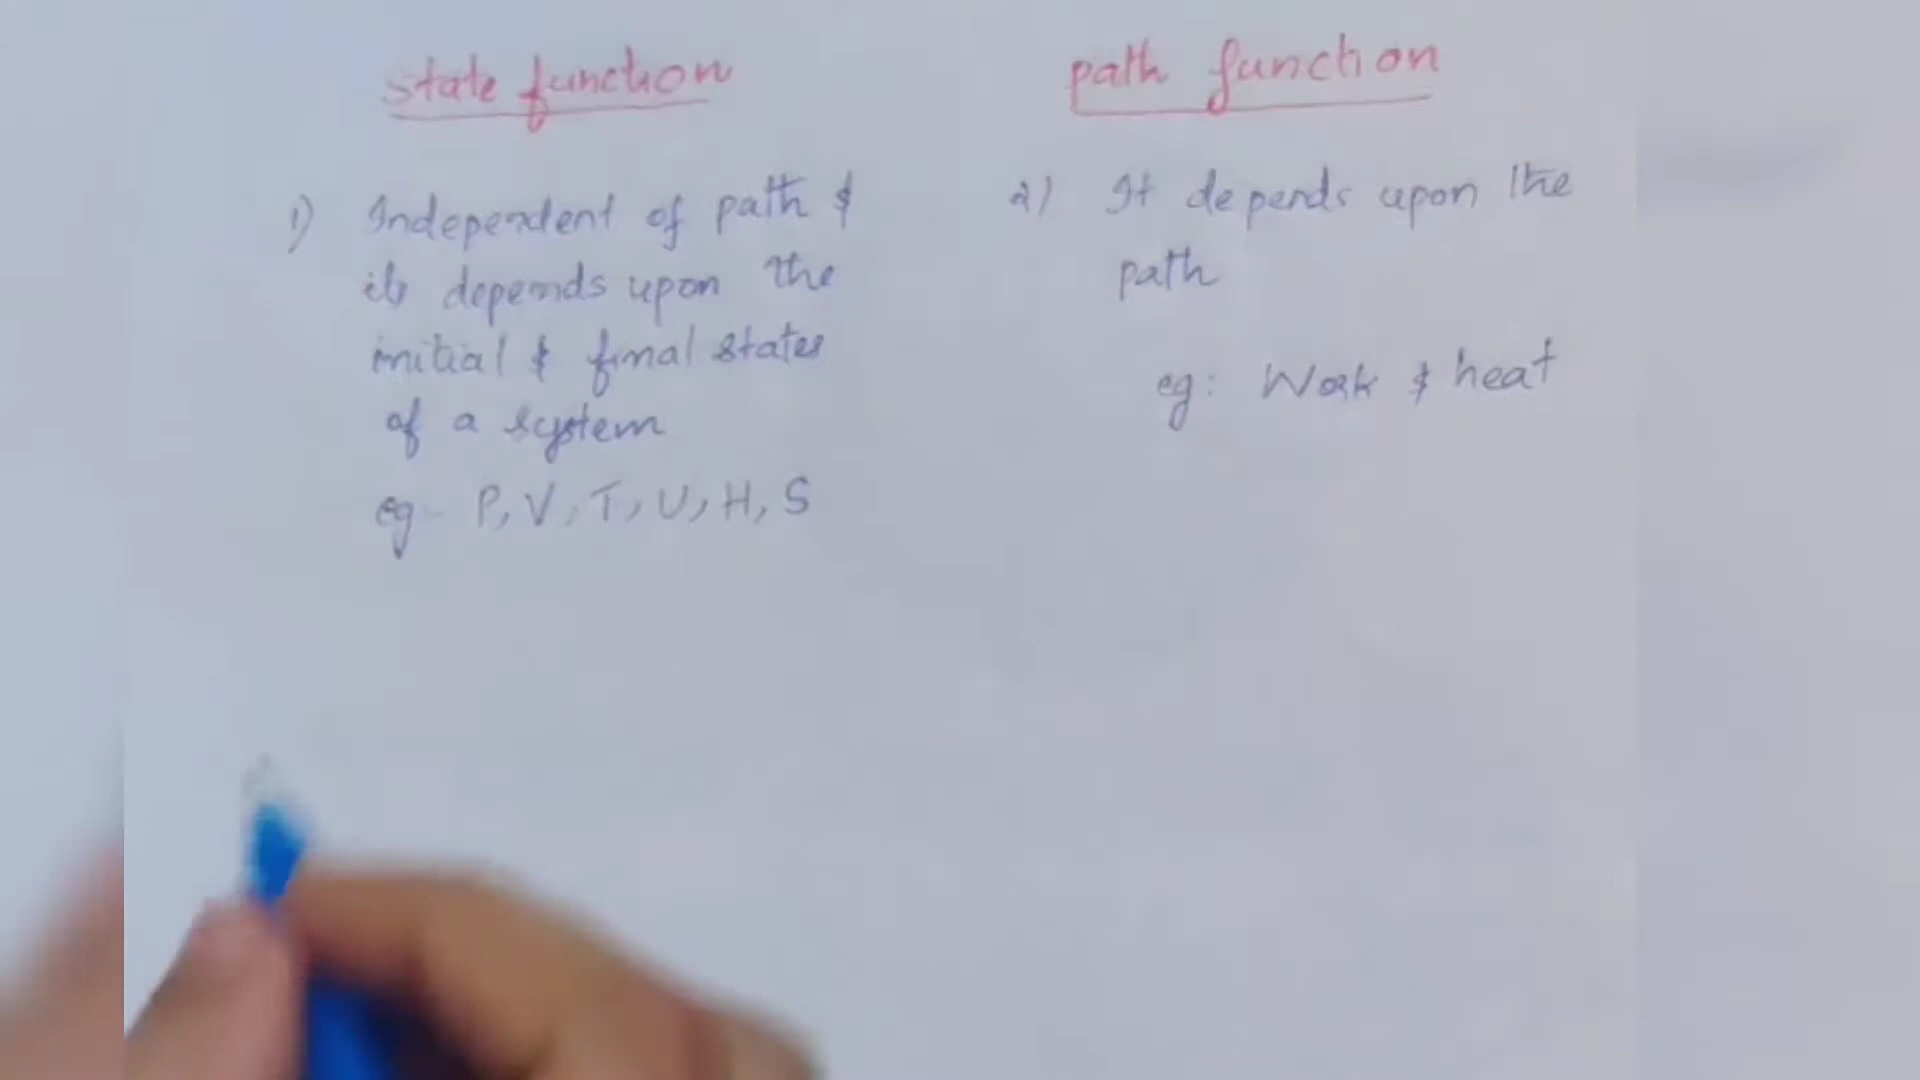 state function
1) Independent of path &
its depends upon the
initial & final states
of a system
eg- P, V, T, U, H, S
path function
2) It depends upon the
path
eg: Work & heat